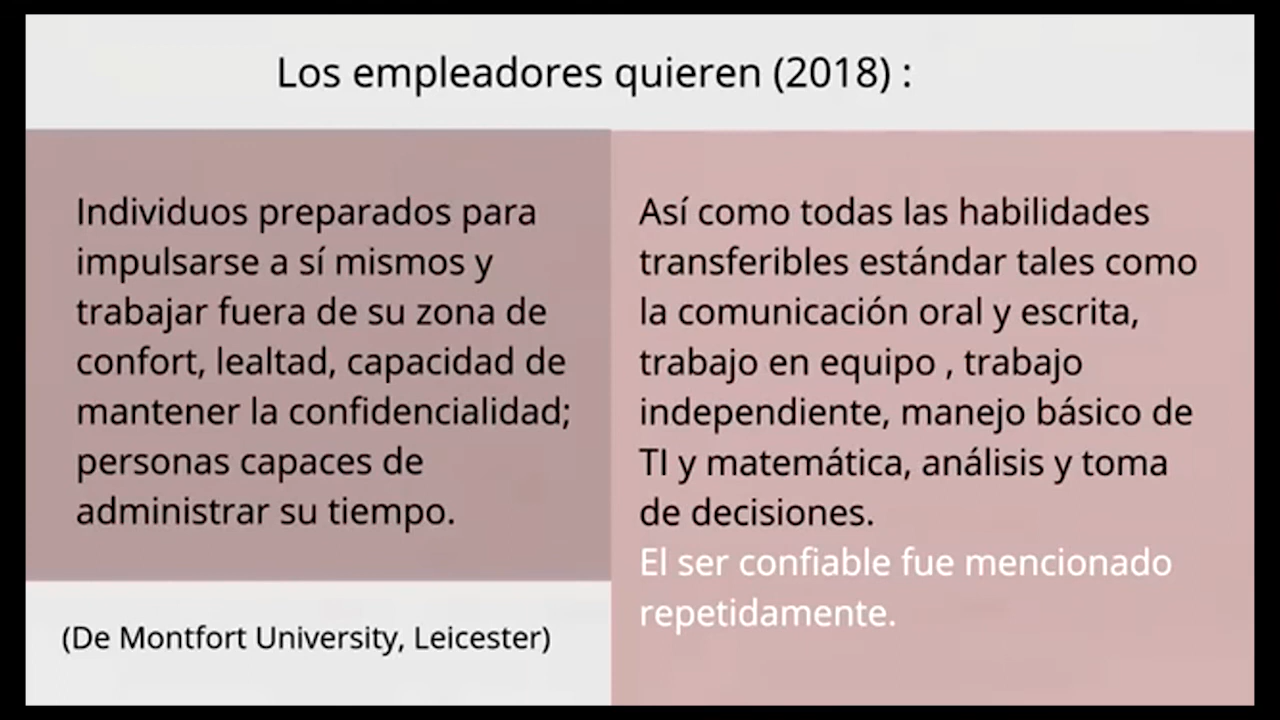 Los empleadores quieren (2018) :
Individuos preparados para
impulsarse a sí mismos y
trabajar fuera de su zona de
confort, lealtad, capacidad de
mantener la confidencialidad;
personas capaces de
administrar su tiempo.
(De Montfort University, Leicester)
Así como todas las habilidades
transferibles estándar tales como
la comunicación oral y escrita,
trabajo en equipo , trabajo
independiente, manejo básico de
TI y matemática, análisis y toma
de decisiones.
El ser confiable fue mencionado
repetidamente.